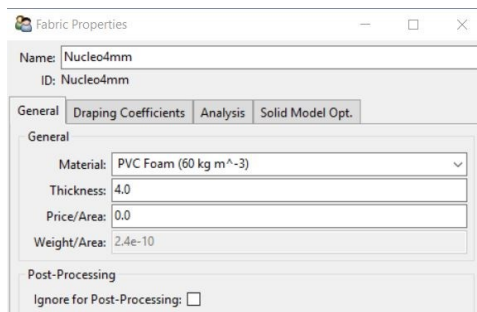 Fabric Properties
Name: Nucleo4mm
ID: Nucleo4mm
General Draping Coefficients Analysis Solid Model Opt.
General
Material: PVC Foam (60 kg m^-3)
Thickness: 4.0
Price/Area: 0.0
Weight/Area: 2.4e-10
Post-Processing
Ignore for Post-Processing: